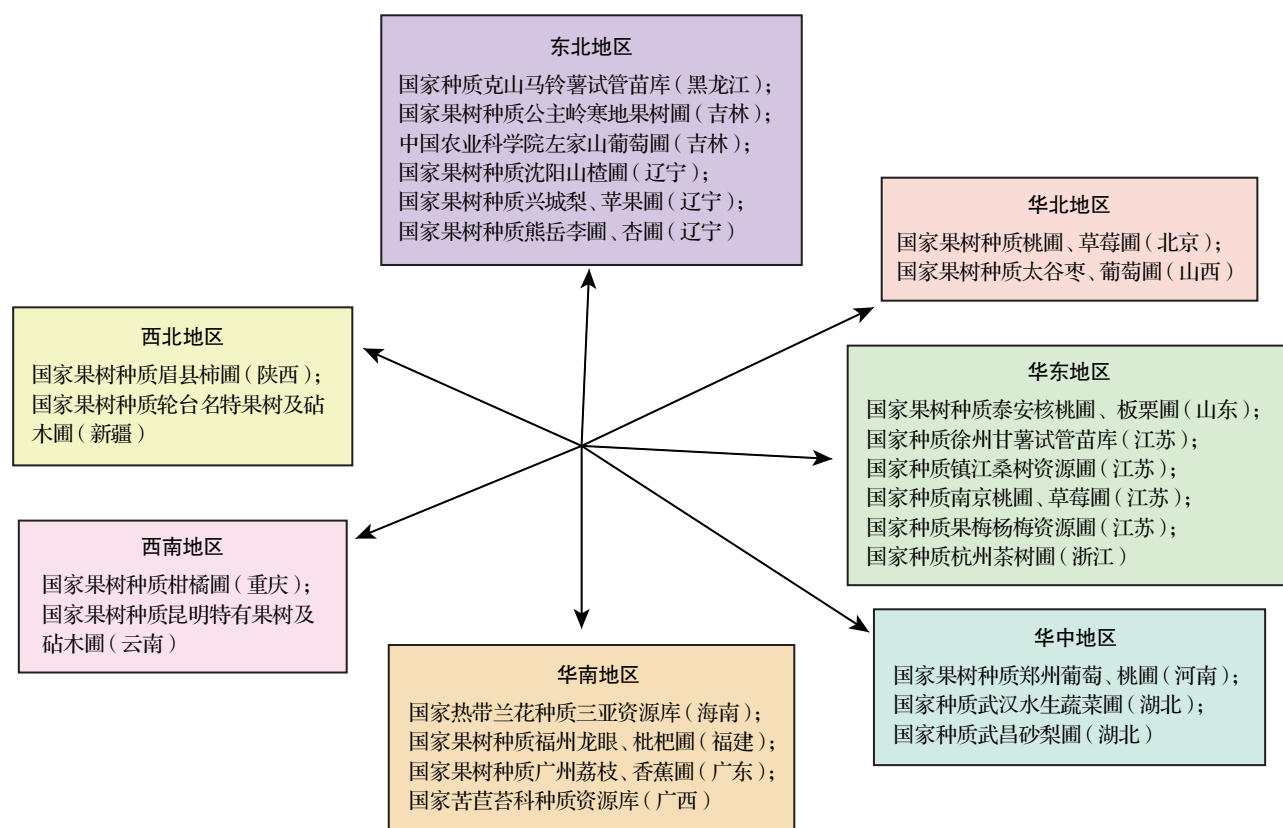 东北地区
国家种质克山马铃薯试管苗库（黑龙江）；
国家果树种质公主岭寒地果树圃（吉林）；
中国农业科学院左家山葡萄圃（吉林）；
国家果树种质沈阳山楂圃（辽宁）；
国家果树种质兴城梨、苹果圃（辽宁）；
国家果树种质熊岳李圃、杏圃（辽宁）
华北地区
国家果树种质桃圃、草莓圃（北京）；
国家果树种质太谷枣、葡萄圃（山西）
西北地区
国家果树种质眉县柿圃（陕西）；
国家果树种质轮台名特果树及砧
木圃（新疆）
华东地区
国家果树种质泰安核桃圃、板栗圃（山东）；
国家种质徐州甘薯试管苗库（江苏）；
国家种质镇江桑树资源圃（江苏）；
国家种质南京桃圃、草莓圃（江苏）；
国家种质果梅杨梅资源圃（江苏）；
国家种质杭州茶树圃（浙江）
西南地区
国家果树种质柑橘圃（重庆）；
国家果树种质昆明特有果树及
砧木圃（云南）
华南地区
国家热带兰花种质三亚资源库（海南）；
国家果树种质福州龙眼、枇杷圃（福建）；
国家果树种质广州荔枝、香蕉圃（广东）；
国家苦苣苔科种质资源库（广西）
华中地区
国家果树种质郑州葡萄、桃圃（河南）；
国家种质武汉水生蔬菜圃（湖北）；
国家种质武昌砂梨圃（湖北）